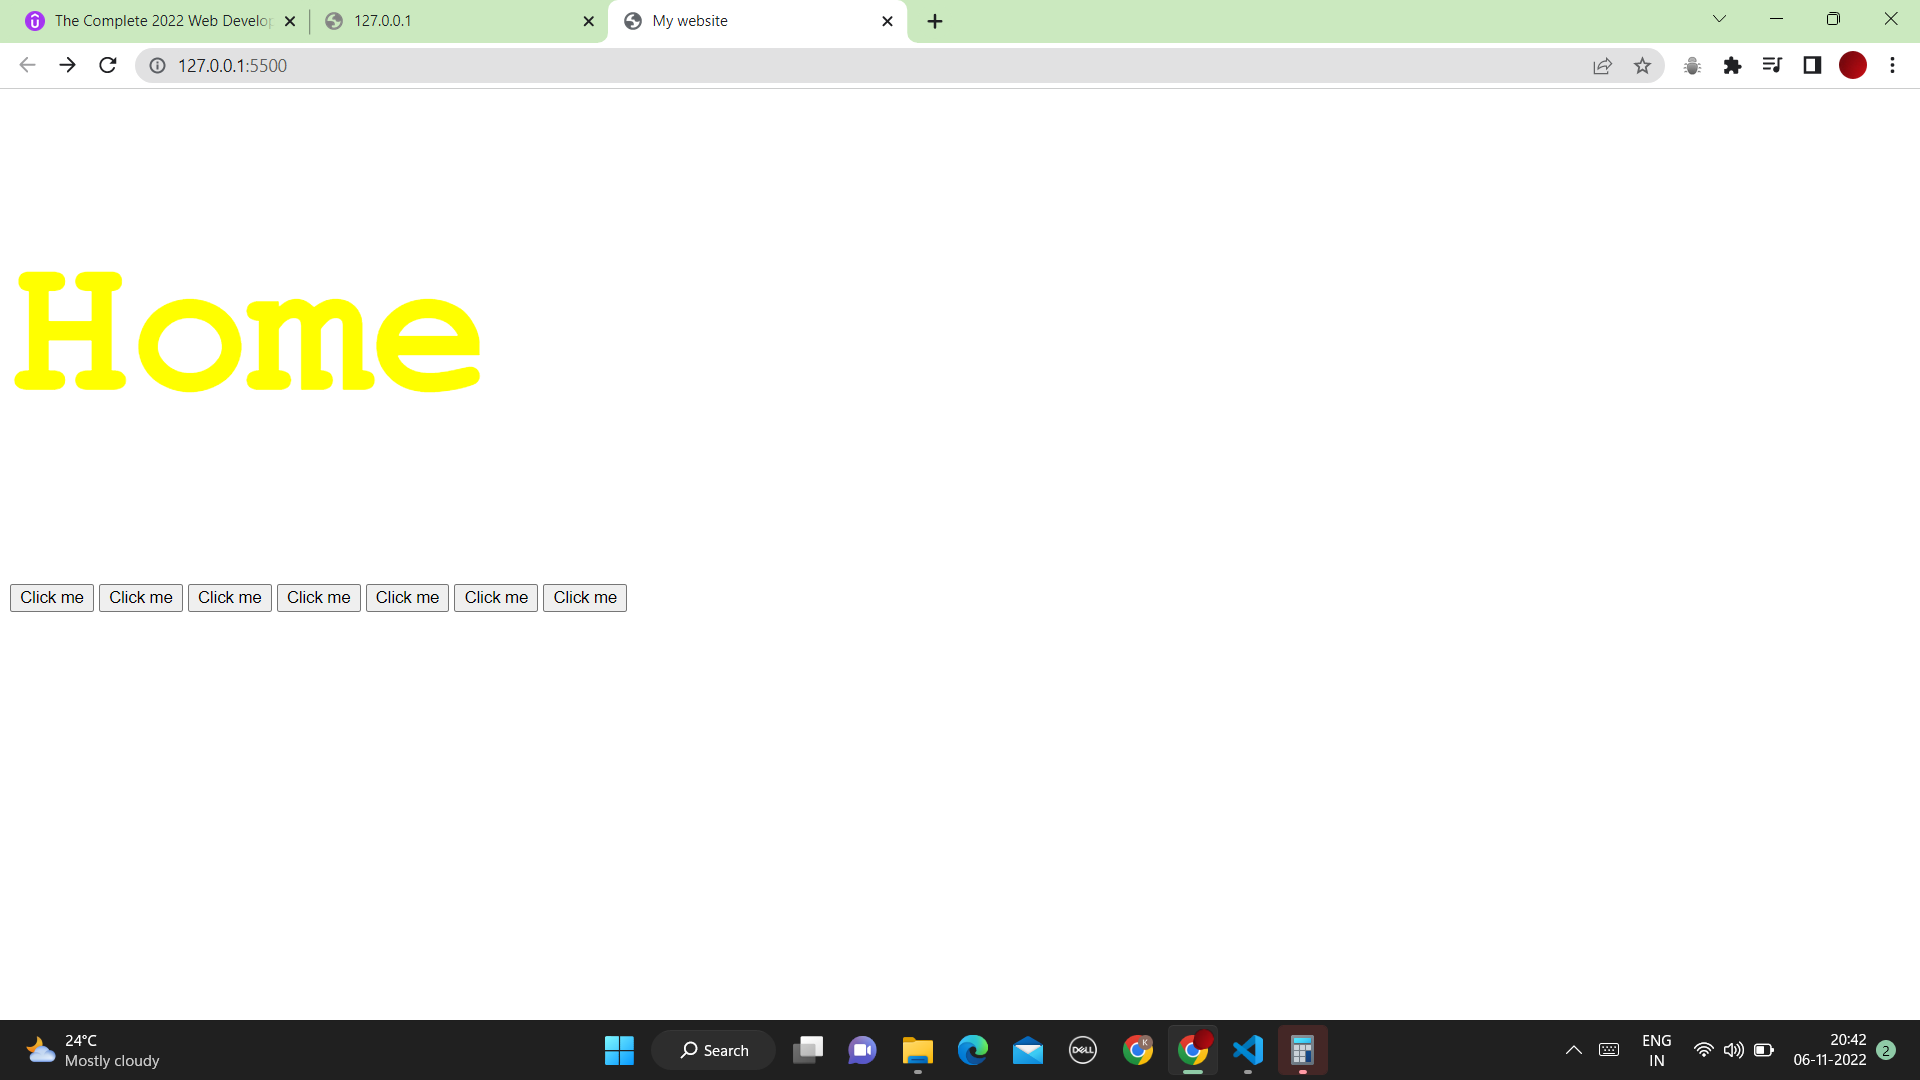 The Complete 2022 Web Develop
127.0.0.1
My website
127.0.0.1:5500
Home
Click me Click me Click me Click me Click me Click me Click me
24°C
Mostly cloudy
Search
DELL
K
ENG
IN
20:42
06-11-2022
2